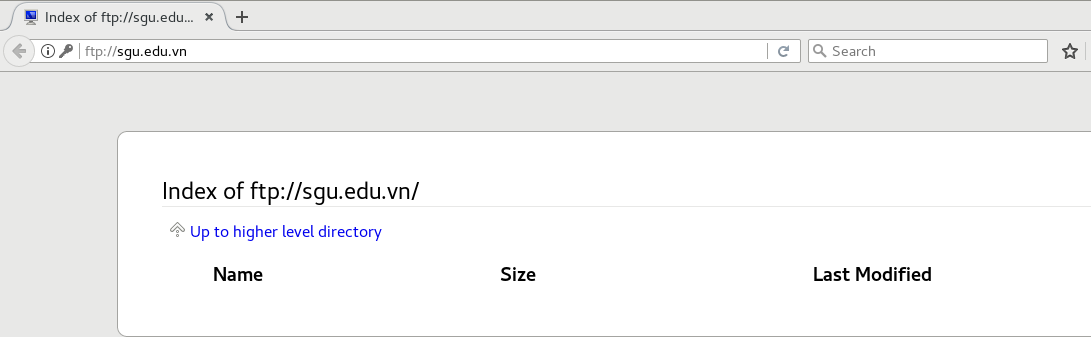 Index of ftp://sgu.edu...
ftp://sgu.edu.vn
Search
Index of ftp://sgu.edu.vn/
Up to higher level directory
Name Size Last Modified